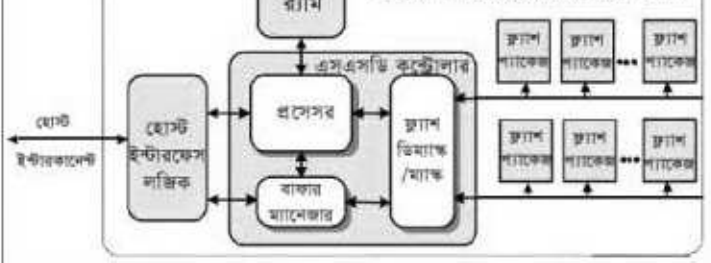 র‍্যাম
এসএসডি কন্ট্রোলার
ফ্ল্যাশ
প্যাকেজ
ফ্ল্যাশ
প্যাকেজ
...
ফ্ল্যাশ
প্যাকেজ
হোস্ট
ইন্টারকানেন্ট
হোস্ট
ইন্টারফেস
লজিক
প্রসেসর
ফ্ল্যাশ
ডিম্যাক্স
/ম্যাক্স
বাফার
ম্যানেজার
ফ্ল্যাশ
প্যাকেজ
ফ্ল্যাশ
প্যাকেজ
...
ফ্ল্যাশ
প্যাকেজ